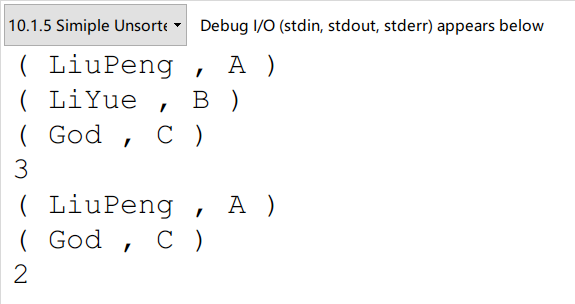 10.1.5 Simiple Unsorte
Debug I/O (stdin, stdout, stderr) appears below
( LiuPeng , A )
( LiYue , B )
( God , C )
3
( LiuPeng , A )
( God , C )
2